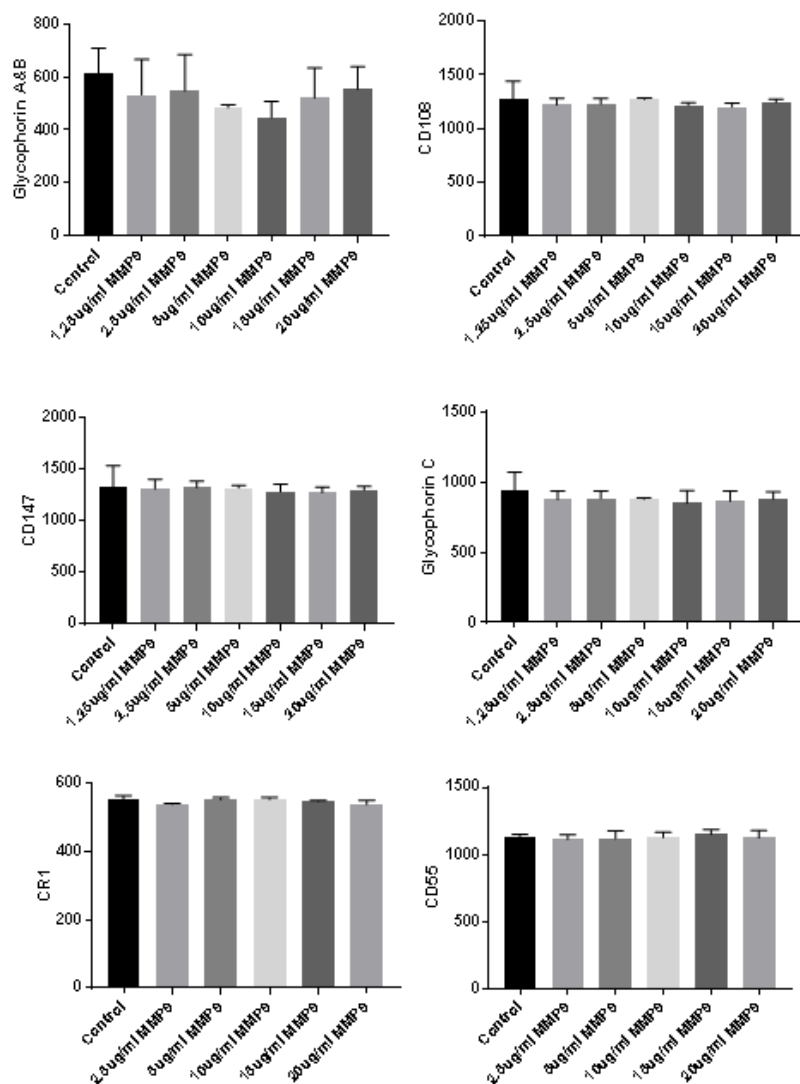 Glycophorin A&B
800
600
400
200
0
Control
1,25ug/ml MMP9
2,5ug/ml MMP9
5ug/ml MMP9
10ug/ml MMP9
15ug/ml MMP9
20ug/ml MMP9
CD108
2000
1500
1000
500
0
Control
1,25ug/ml MMP9
2,5ug/ml MMP9
5ug/ml MMP9
10ug/ml MMP9
15ug/ml MMP9
20ug/ml MMP9
CD147
2000
1500
1000
500
0
Control
1,25ug/ml MMP9
2,5ug/ml MMP9
5ug/ml MMP9
10ug/ml MMP9
15ug/ml MMP9
20ug/ml MMP9
Glycophorin C
1500
1000
500
0
Control
1,25ug/ml MMP9
2,5ug/ml MMP9
5ug/ml MMP9
10ug/ml MMP9
15ug/ml MMP9
20ug/ml MMP9
CR1
600
400
200
0
Control
2,5ug/ml MMP9
5ug/ml MMP9
10ug/ml MMP9
15ug/ml MMP9
20ug/ml MMP9
CD55
1500
1000
500
0
Control
2,5ug/ml MMP9
5ug/ml MMP9
10ug/ml MMP9
15ug/ml MMP9
20ug/ml MMP9